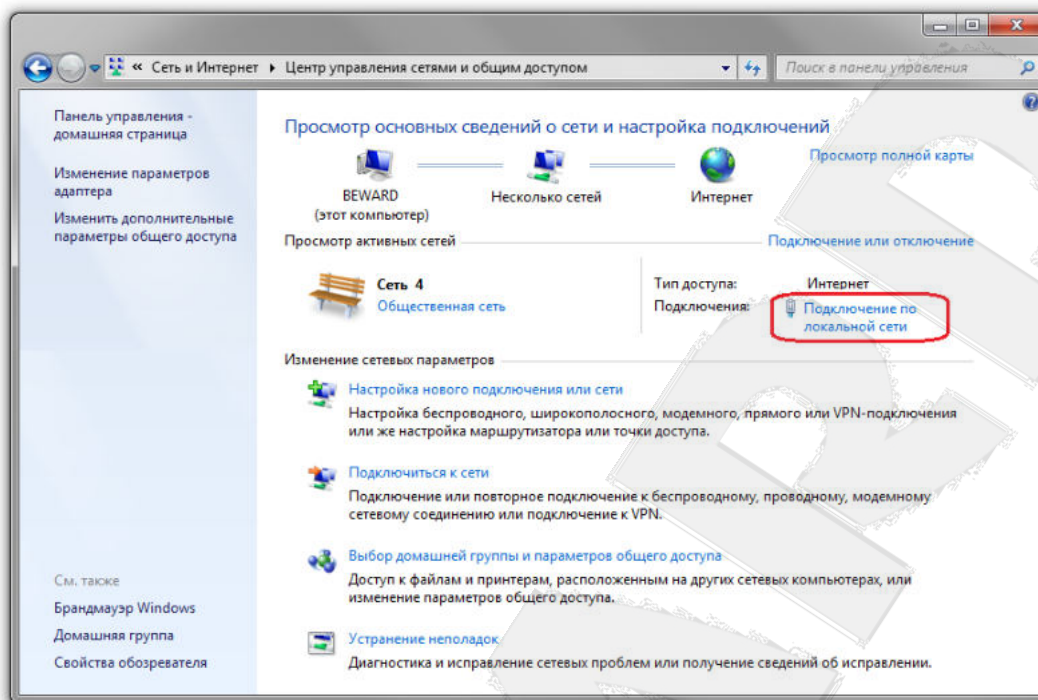 « Сеть и Интернет ▸ Центр управления сетями и общим доступом
Поиск в панели управления
Панель управления -
домашняя страница
Изменение параметров
адаптера
Изменить дополнительные
параметры общего доступа
Просмотр основных сведений о сети и настройка подключений
Просмотр полной карты
BEWARD
(этот компьютер)
Несколько сетей
Интернет
Просмотр активных сетей
Подключение или отключение
Сеть 4
Общественная сеть
Тип доступа: Интернет
Подключения: Подключение по
локальной сети
Изменение сетевых параметров
Настройка нового подключения или сети
Настройка беспроводного, широкополосного, модемного, прямого или VPN-подключения
или же настройка маршрутизатора или точки доступа.
Подключиться к сети
Подключение или повторное подключение к беспроводному, проводному, модемному
сетевому соединению или подключение к VPN.
Выбор домашней группы и параметров общего доступа
Доступ к файлам и принтерам, расположенным на других сетевых компьютерах, или
изменение параметров общего доступа.
Устранение неполадок
Диагностика и исправление сетевых проблем или получение сведений об исправлении.
См. также
Брандмауэр Windows
Домашняя группа
Свойства обозревателя